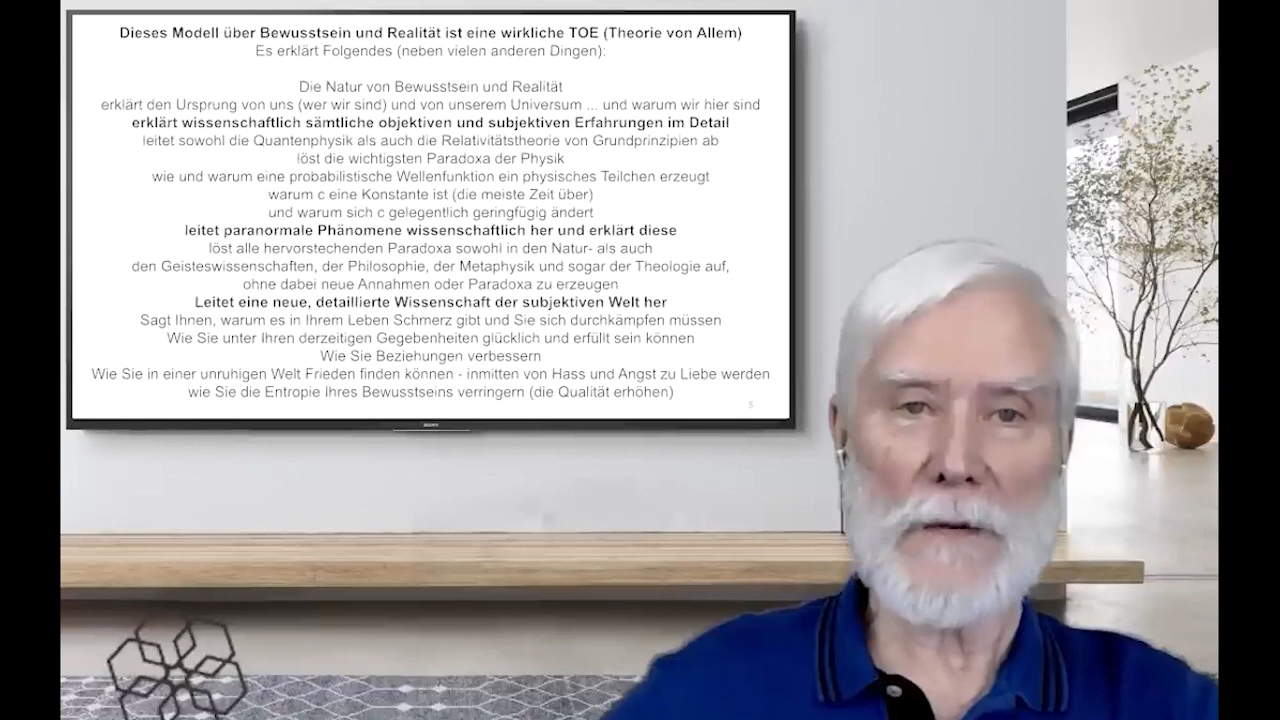 Dieses Modell über Bewusstsein und Realität ist eine wirkliche TOE (Theorie von Allem)
Es erklärt Folgendes (neben vielen anderen Dingen):
Die Natur von Bewusstsein und Realität
erklärt den Ursprung von uns (wer wir sind) und von unserem Universum ... und warum wir hier sind
erklärt wissenschaftlich sämtliche objektiven und subjektiven Erfahrungen im Detail
leitet sowohl die Quantenphysik als auch die Relativitätstheorie von Grundprinzipien ab
löst die wichtigsten Paradoxa der Physik
wie und warum eine probabilistische Wellenfunktion ein physisches Teilchen erzeugt
warum c eine Konstante ist (die meiste Zeit über)
und warum sich c gelegentlich geringfügig ändert
leitet paranormale Phänomene wissenschaftlich her und erklärt diese
löst alle hervorstechenden Paradoxa sowohl in den Natur- als auch
den Geisteswissenschaften, der Philosophie, der Metaphysik und sogar der Theologie auf,
ohne dabei neue Annahmen oder Paradoxa zu erzeugen
Leitet eine neue, detaillierte Wissenschaft der subjektiven Welt her
Sagt Ihnen, warum es in Ihrem Leben Schmerz gibt und Sie sich durchkämpfen müssen
Wie Sie unter Ihren derzeitigen Gegebenheiten glücklich und erfüllt sein können
Wie Sie Beziehungen verbessern
Wie Sie in einer unruhigen Welt Frieden finden können - inmitten von Hass und Angst zu Liebe werden
wie Sie die Entropie Ihres Bewusstseins verringern (die Qualität erhöhen)
5